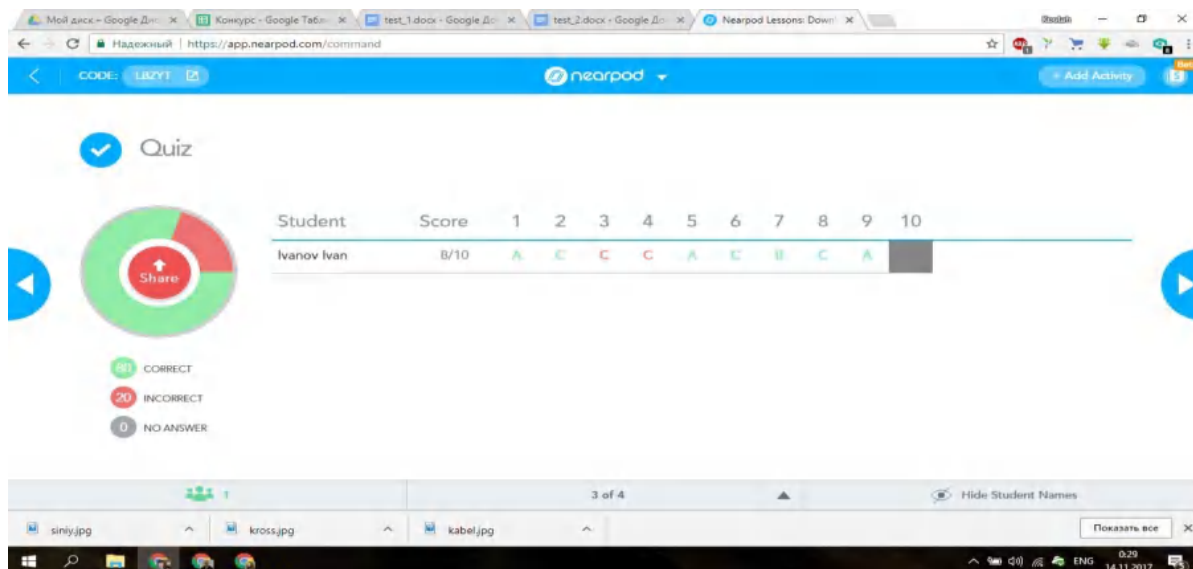 Мой диск - Google Ди
Конкурс - Google Табли
test_1.docx - Google До
test_2.docx - Google До
Nearpod Lessons: Down
Надежный | https://app.nearpod.com/command
CODE: nearpod + Add Activity
Quiz
Student Score 1 2 3 4 5 6 7 8 9 10
Ivanov Ivan 8/10 A C C C A C B C A
Share
80 CORRECT
20 INCORRECT
0 NO ANSWER
1 3 of 4 Hide Student Names
siniy.jpg kross.jpg kabel.jpg Показать все
ENG 0:29
14.11.2017